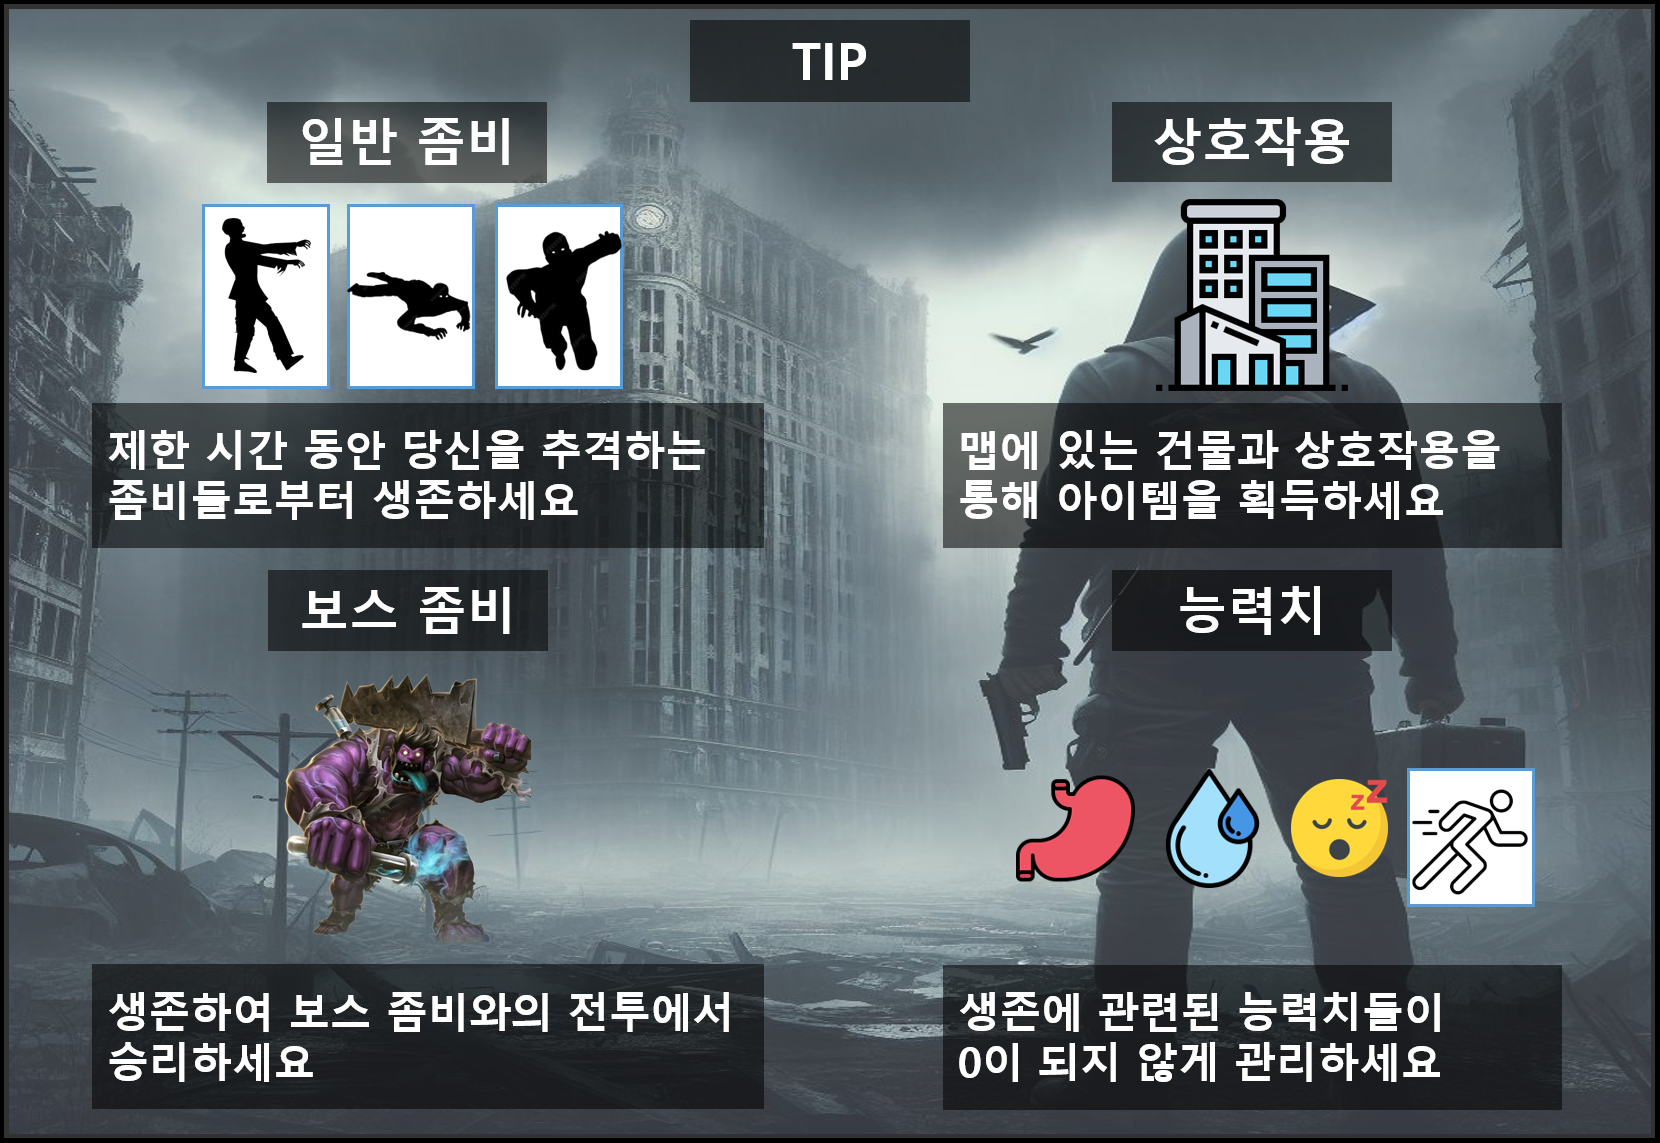 TIP
일반 좀비
제한 시간 동안 당신을 추격하는
좀비들로부터 생존하세요
상호작용
맵에 있는 건물과 상호작용을
통해 아이템을 획득하세요
보스 좀비
생존하여 보스 좀비와의 전투에서
승리하세요
능력치
zZ
생존에 관련된 능력치들이
0이 되지 않게 관리하세요